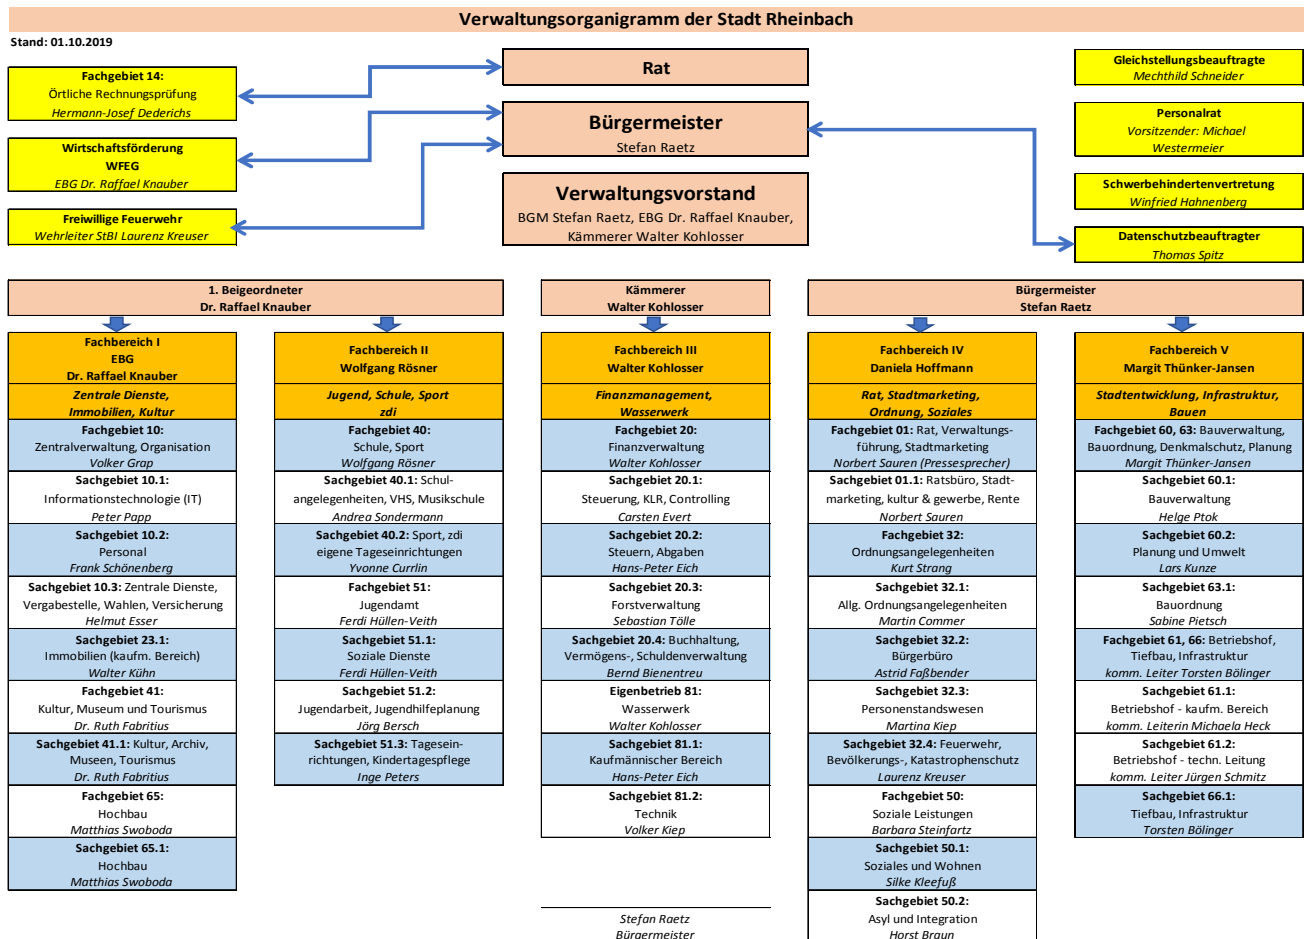 Verwaltungsorganigramm der Stadt Rheinbach
Stand: 01.10.2019
Fachgebiet 14:
Örtliche Rechnungsprüfung
Hermann-Josef Dederichs
Wirtschaftsförderung
WFEG
EBG Dr. Raffael Knauber
Freiwillige Feuerwehr
Wehrleiter StBI Laurenz Kreuser
Rat
Bürgermeister
Stefan Raetz
Verwaltungsvorstand
BGM Stefan Raetz, EBG Dr. Raffael Knauber,
Kämmerer Walter Kohlosser
Gleichstellungsbeauftragte
Mechthild Schneider
Personalrat
Vorsitzender: Michael
Westermeier
Schwerbehindertenvertretung
Winfried Hahnenberg
Datenschutzbeauftragter
Thomas Spitz
1. Beigeordneter
Dr. Raffael Knauber
Fachbereich I
EBG
Dr. Raffael Knauber
Zentrale Dienste,
Immobilien, Kultur
Fachgebiet 10:
Zentralverwaltung, Organisation
Volker Grap
Sachgebiet 10.1:
Informationstechnologie (IT)
Peter Papp
Sachgebiet 10.2:
Personal
Frank Schönenberg
Sachgebiet 10.3: Zentrale Dienste,
Vergabestelle, Wahlen, Versicherung
Helmut Esser
Sachgebiet 23.1:
Immobilien (kaufm. Bereich)
Walter Kühn
Fachgebiet 41:
Kultur, Museum und Tourismus
Dr. Ruth Fabritius
Sachgebiet 41.1: Kultur, Archiv,
Museen, Tourismus
Dr. Ruth Fabritius
Fachgebiet 65:
Hochbau
Matthias Swoboda
Sachgebiet 65.1:
Hochbau
Matthias Swoboda
Fachbereich II
Wolfgang Rösner
Jugend, Schule, Sport
zdi
Fachgebiet 40:
Schule, Sport
Wolfgang Rösner
Sachgebiet 40.1: Schul-
angelegenheiten, VHS, Musikschule
Andrea Sondermann
Sachgebiet 40.2: Sport, zdi
eigene Tageseinrichtungen
Yvonne Currlin
Fachgebiet 51:
Jugendamt
Ferdi Hüllen-Veith
Sachgebiet 51.1:
Soziale Dienste
Ferdi Hüllen-Veith
Sachgebiet 51.2:
Jugendarbeit, Jugendhilfeplanung
Jörg Bersch
Sachgebiet 51.3: Tagesein-
richtungen, Kindertagespflege
Inge Peters
Kämmerer
Walter Kohlosser
Fachbereich III
Walter Kohlosser
Finanzmanagement,
Wasserwerk
Fachgebiet 20:
Finanzverwaltung
Walter Kohlosser
Sachgebiet 20.1:
Steuerung, KLR, Controlling
Carsten Evert
Sachgebiet 20.2:
Steuern, Abgaben
Hans-Peter Eich
Sachgebiet 20.3:
Forstverwaltung
Sebastian Tölle
Sachgebiet 20.4: Buchhaltung,
Vermögens-, Schuldenverwaltung
Bernd Bienentreu
Eigenbetrieb 81:
Wasserwerk
Walter Kohlosser
Sachgebiet 81.1:
Kaufmännischer Bereich
Hans-Peter Eich
Sachgebiet 81.2:
Technik
Volker Kiep
Stefan Raetz
Bürgermeister
Bürgermeister
Stefan Raetz
Fachbereich IV
Daniela Hoffmann
Rat, Stadtmarketing,
Ordnung, Soziales
Fachgebiet 01: Rat, Verwaltungs-
führung, Stadtmarketing
Norbert Sauren (Pressesprecher)
Sachgebiet 01.1: Ratsbüro, Stadt-
marketing, kultur & gewerbe, Rente
Norbert Sauren
Fachgebiet 32:
Ordnungsangelegenheiten
Kurt Strang
Sachgebiet 32.1:
Allg. Ordnungsangelegenheiten
Martin Commer
Sachgebiet 32.2:
Bürgerbüro
Astrid Faßbender
Sachgebiet 32.3:
Personenstandswesen
Martina Kiep
Sachgebiet 32.4: Feuerwehr,
Bevölkerungs-, Katastrophenschutz
Laurenz Kreuser
Fachgebiet 50:
Soziale Leistungen
Barbara Steinfartz
Sachgebiet 50.1:
Soziales und Wohnen
Silke Kleefuß
Sachgebiet 50.2:
Asyl und Integration
Horst Braun
Fachbereich V
Margit Thünker-Jansen
Stadtentwicklung, Infrastruktur,
Bauen
Fachgebiet 60, 63: Bauverwaltung,
Bauordnung, Denkmalschutz, Planung
Margit Thünker-Jansen
Sachgebiet 60.1:
Bauverwaltung
Helge Ptok
Sachgebiet 60.2:
Planung und Umwelt
Lars Kunze
Sachgebiet 63.1:
Bauordnung
Sabine Pietsch
Fachgebiet 61, 66: Betriebshof,
Tiefbau, Infrastruktur
komm. Leiter Torsten Bölinger
Sachgebiet 61.1:
Betriebshof - kaufm. Bereich
komm. Leiterin Michaela Heck
Sachgebiet 61.2:
Betriebshof - techn. Leitung
komm. Leiter Jürgen Schmitz
Sachgebiet 66.1:
Tiefbau, Infrastruktur
Torsten Bölinger